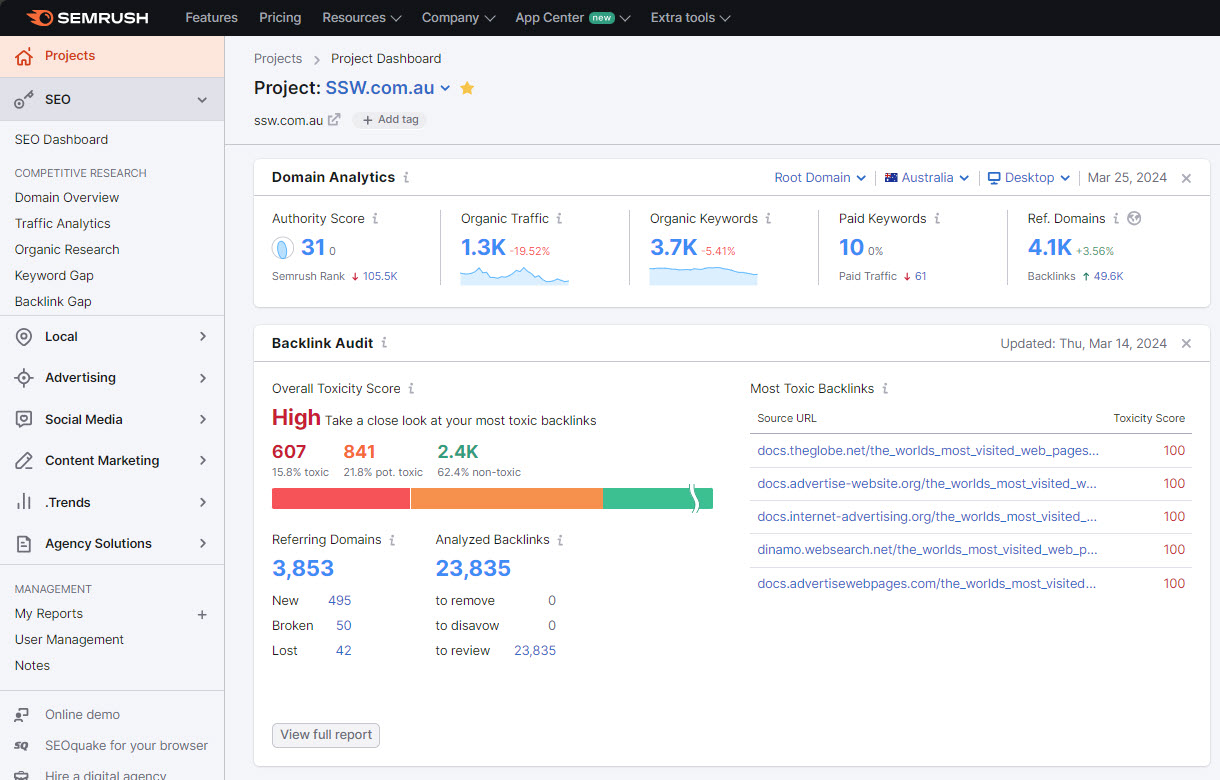 SEMRUSH Features Pricing Resources Company App Center new Extra tools
Projects
SEO
SEO Dashboard
COMPETITIVE RESEARCH
Domain Overview
Traffic Analytics
Organic Research
Keyword Gap
Backlink Gap
Local
Advertising
Social Media
Content Marketing
.Trends
Agency Solutions
MANAGEMENT
My Reports +
User Management
Notes
Online demo
SQ SEOquake for your browser
Hire a digital agency
Projects > Project Dashboard
Project: SSW.com.au
ssw.com.au + Add tag
Domain Analytics i Root Domain Australia Desktop Mar 25, 2024 ×
Authority Score i
31 0
Semrush Rank ↓ 105.5K
Organic Traffic i
1.3K -19.52%
Organic Keywords i
3.7K -5.41%
Paid Keywords i
10 0%
Paid Traffic ↓ 61
Ref. Domains i
4.1K +3.56%
Backlinks ↑ 49.6K
Backlink Audit i Updated: Thu, Mar 14, 2024 ×
Overall Toxicity Score i
High Take a close look at your most toxic backlinks
607 841 2.4K
15.8% toxic 21.8% pot. toxic 62.4% non-toxic
Referring Domains i
3,853
New 495
Broken 50
Lost 42
Analyzed Backlinks i
23,835
to remove 0
to disavow 0
to review 23,835
View full report
Most Toxic Backlinks i
Source URL Toxicity Score
docs.theglobe.net/the_worlds_most_visited_web_pages... 100
docs.advertise-website.org/the_worlds_most_visited_w... 100
docs.internet-advertising.org/the_worlds_most_visited_... 100
dinamo.websearch.net/the_worlds_most_visited_web_p... 100
docs.advertisewebpages.com/the_worlds_most_visited... 100